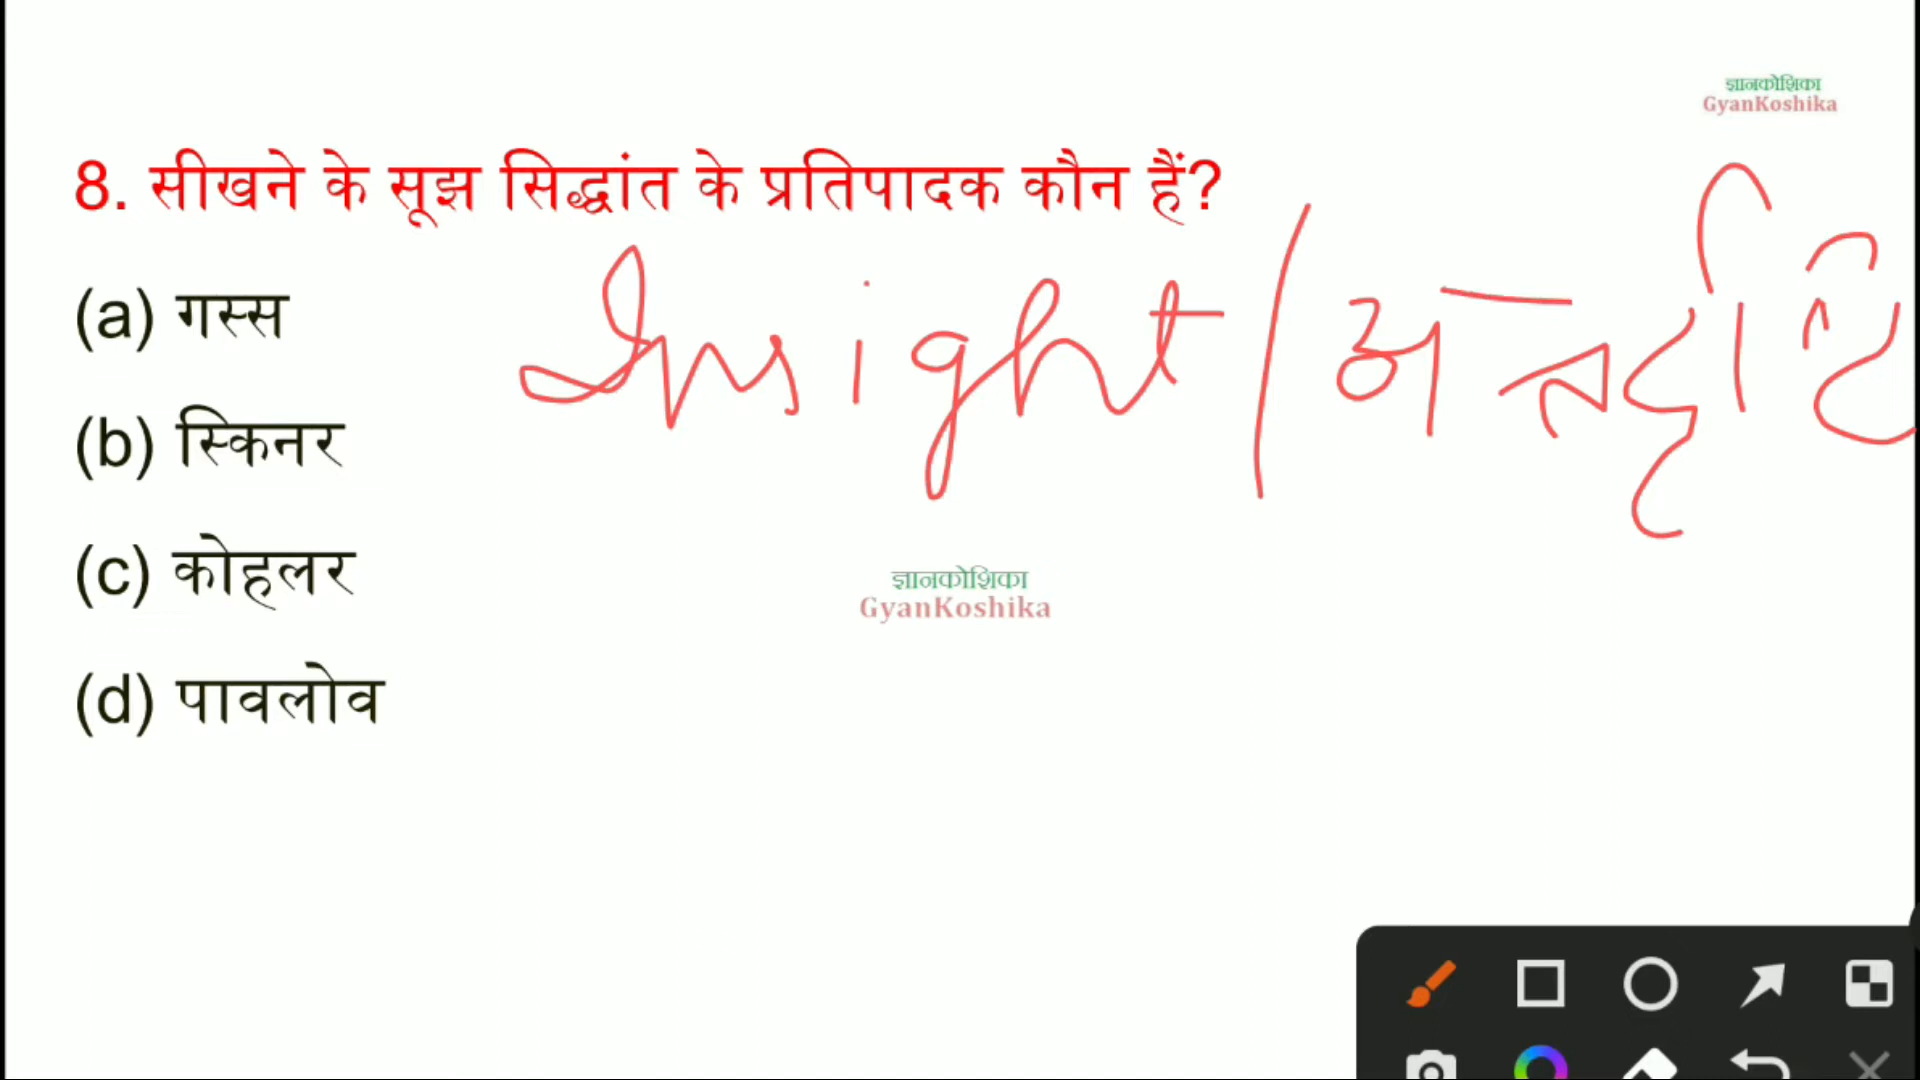 ज्ञानकोशिका
GyanKoshika
8. सीखने के सूझ सिद्धांत के प्रतिपादक कौन हैं?
(a) गस्स
Insight / अन्तर्दृष्टि
(b) स्किनर
(c) कोहलर
ज्ञानकोशिका
GyanKoshika
(d) पावलोव